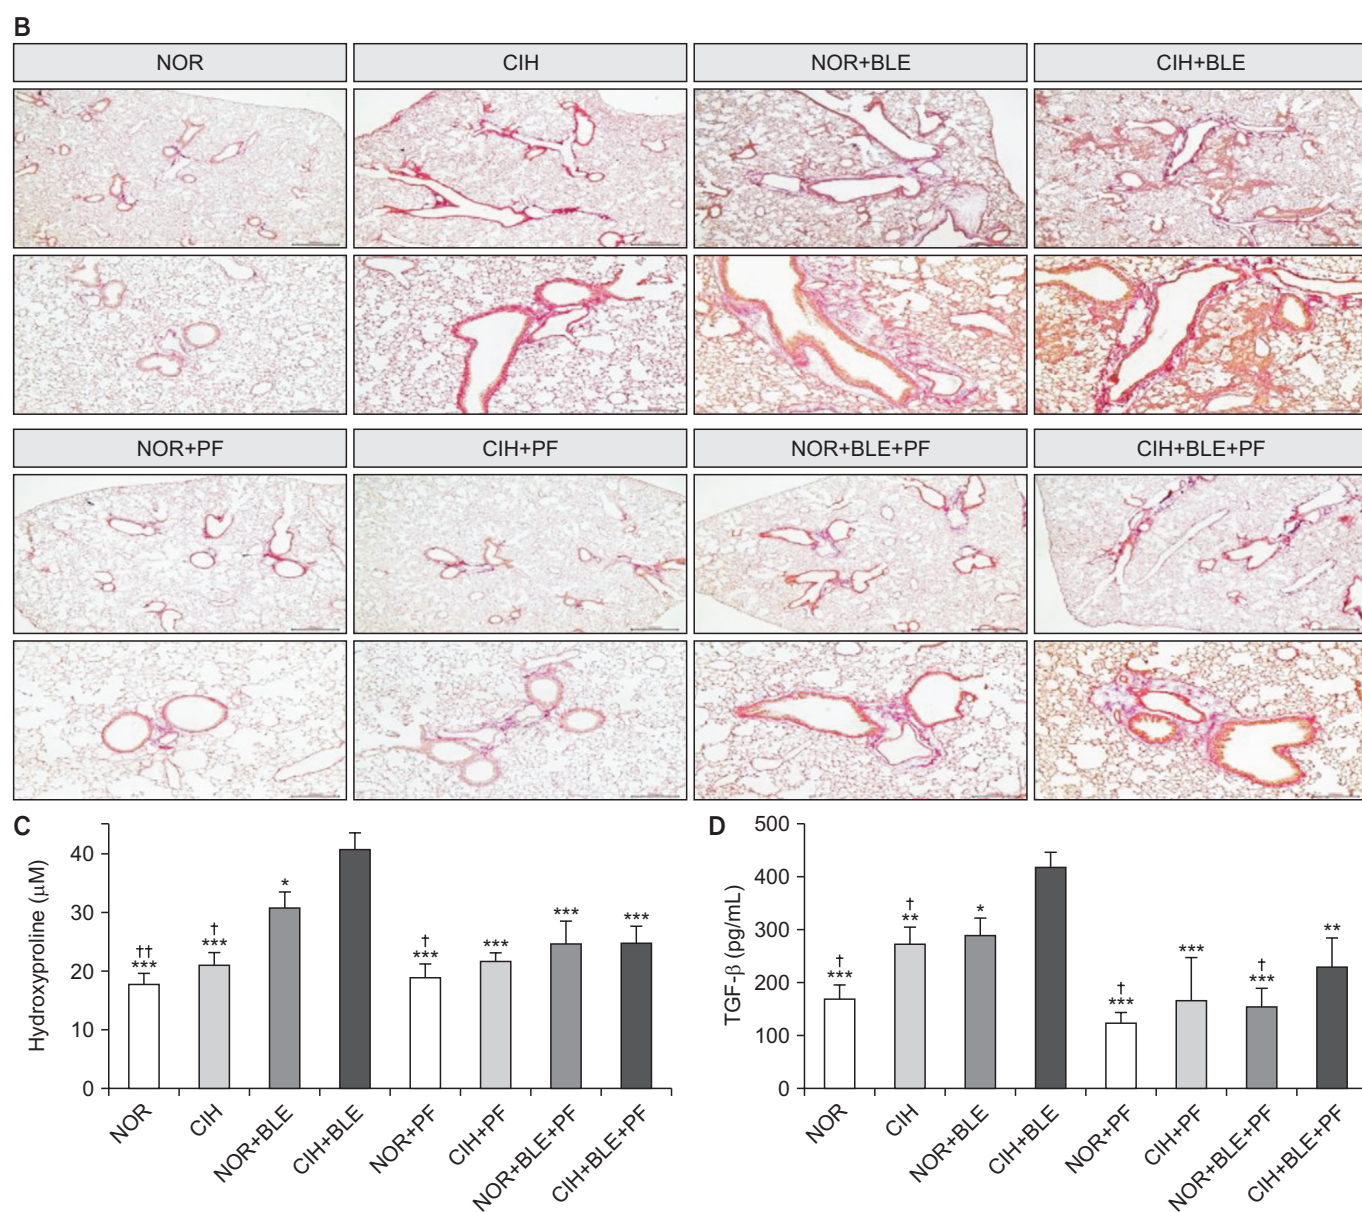 B
NOR
CIH
NOR+BLE
CIH+BLE
NOR+PF
CIH+PF
NOR+BLE+PF
CIH+BLE+PF
C
Hydroxyproline (μM)
40
30
20
10
0
††
***
†
***
*
†
***
***
***
***
NOR
CIH
NOR+BLE
CIH+BLE
NOR+PF
CIH+PF
NOR+BLE+PF
CIH+BLE+PF
D
TGF-β (pg/mL)
500
400
300
200
100
0
†
***
†
**
*
†
***
***
†
***
**
NOR
CIH
NOR+BLE
CIH+BLE
NOR+PF
CIH+PF
NOR+BLE+PF
CIH+BLE+PF